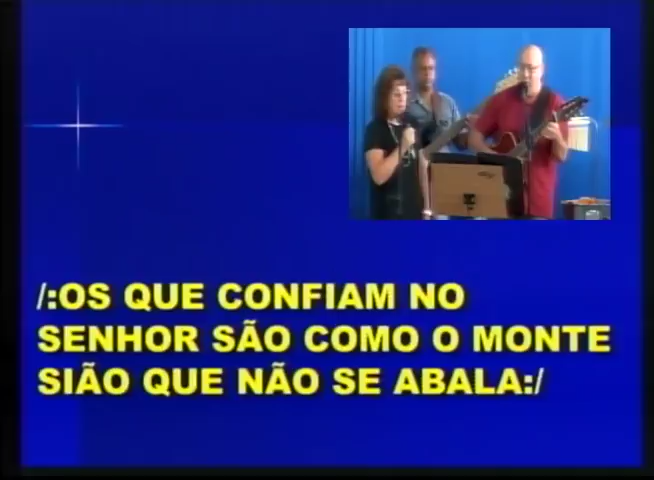 /:OS QUE CONFIAM NO
SENHOR SÃO COMO O MONTE
SIÃO QUE NÃO SE ABALA:/